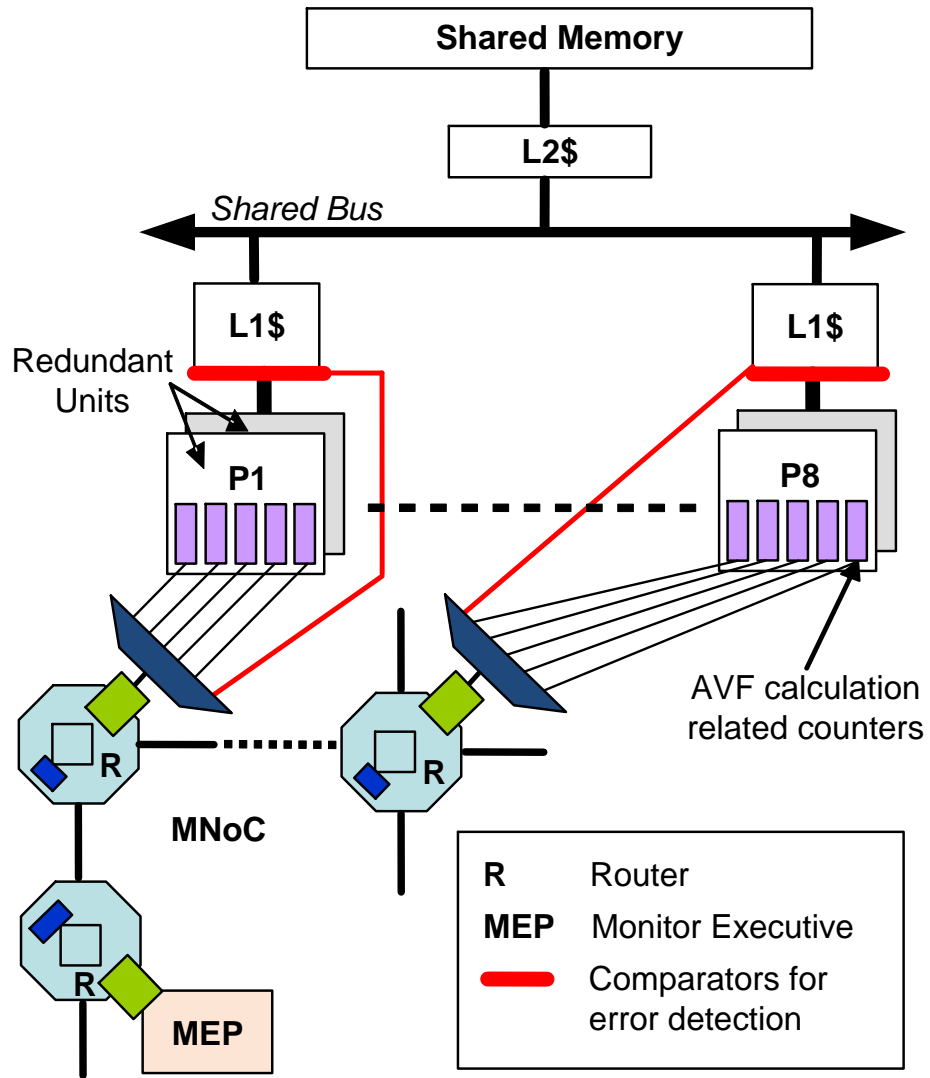 Shared Memory
L2$
Shared Bus
L1$
L1$
Redundant
Units
P1
P8
AVF calculation
related counters
R
R
MNoC
R
MEP
R Router
MEP Monitor Executive
Comparators for
error detection